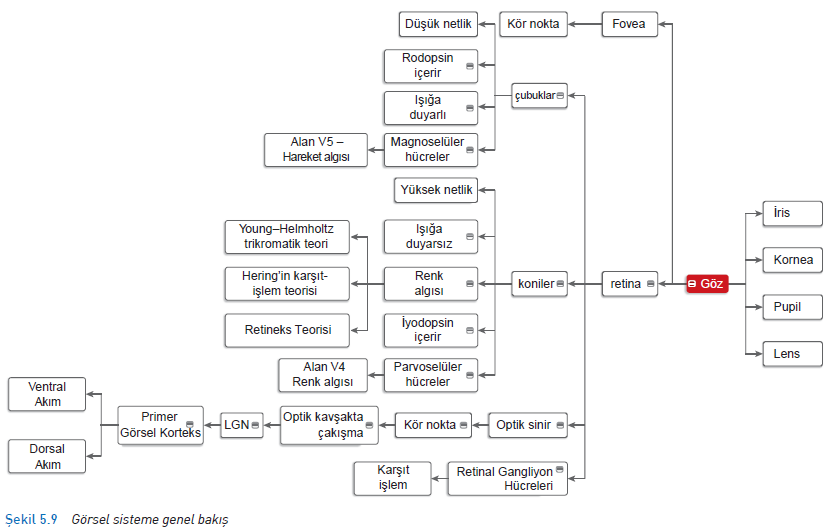 Düşük netlik
Kör nokta
Fovea
Rodopsin
içerir
çubuklar
Işığa
duyarlı
Alan V5 –
Hareket algısı
Magnoselüler
hücreler
Yüksek netlik
Young–Helmholtz
trikromatik teori
Işığa
duyarsız
Hering'in karşıt-
işlem teorisi
Renk
algısı
koniler
retina
Göz
İris
Kornea
Pupil
Lens
Retineks Teorisi
İyodopsin
içerir
Alan V4
Renk algısı
Parvoselüler
hücreler
Ventral
Akım
Dorsal
Akım
Primer
Görsel Korteks
LGN
Optik kavşakta
çakışma
Kör nokta
Optik sinir
Karşıt
işlem
Retinal Gangliyon
Hücreleri
Şekil 5.9 Görsel sisteme genel bakış